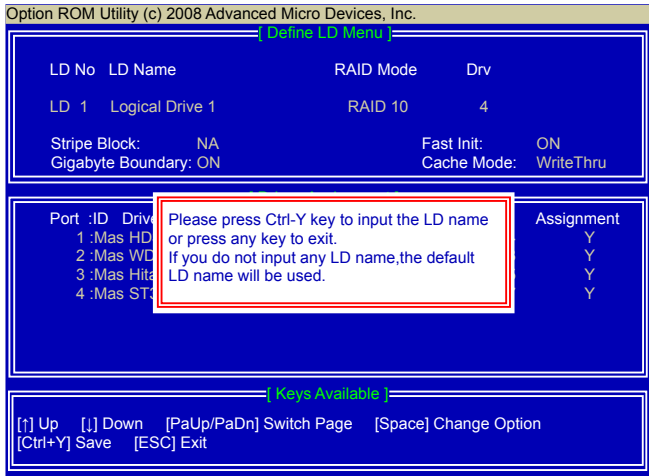 Option ROM Utility (c) 2008 Advanced Micro Devices, Inc.
[ Define LD Menu ]
LD No LD Name RAID Mode Drv
LD 1 Logical Drive 1 RAID 10 4
Stripe Block: NA Fast Init: ON
Gigabyte Boundary: ON Cache Mode: WriteThru
Port :ID Drive Assignment
1 :Mas HD Y
2 :Mas WD Y
3 :Mas Hita Y
4 :Mas ST3 Y
Please press Ctrl-Y key to input the LD name
or press any key to exit.
If you do not input any LD name,the default
LD name will be used.
[ Keys Available ]
[↑] Up [↓] Down [PaUp/PaDn] Switch Page [Space] Change Option
[Ctrl+Y] Save [ESC] Exit